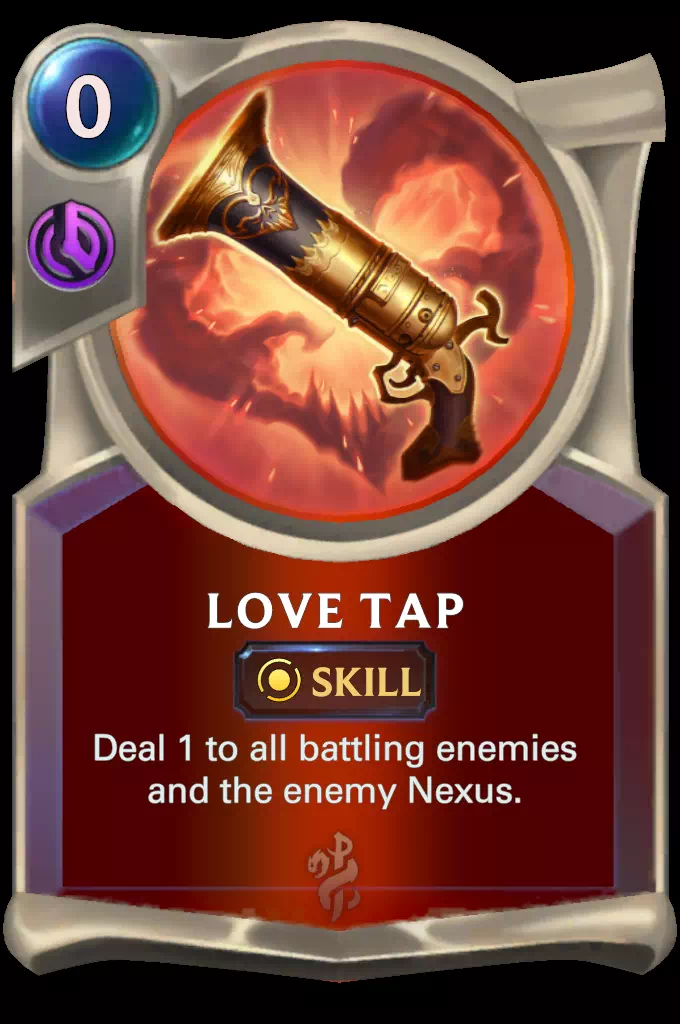 0
LOVE TAP
SKILL
Deal 1 to all battling enemies
and the enemy Nexus.